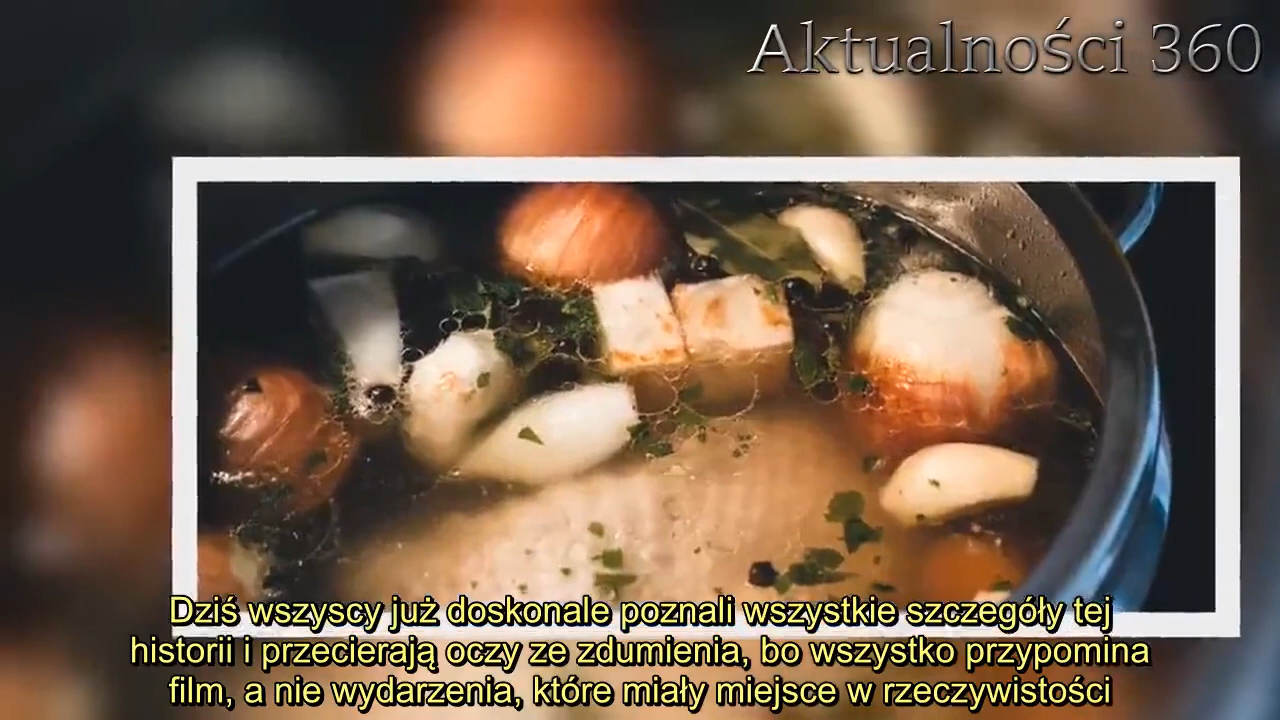 Aktualności 360
Dziś wszyscy już doskonale poznali wszystkie szczegóły tej
historii i przecierają oczy ze zdumienia, bo wszystko przypomina
film, a nie wydarzenia, które miały miejsce w rzeczywistości